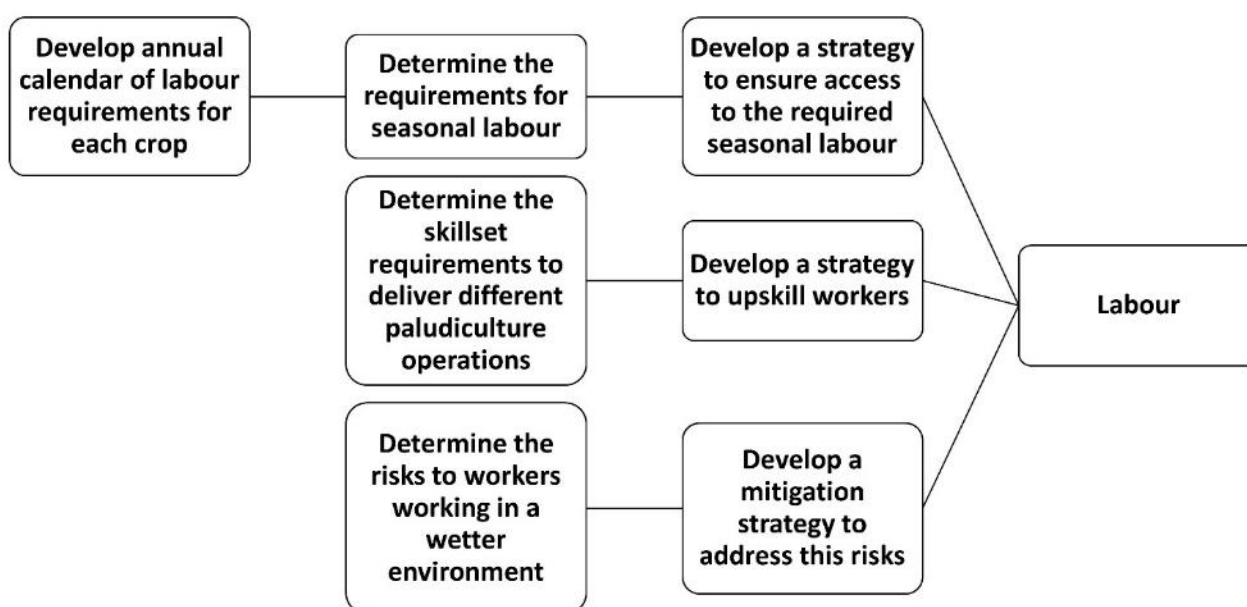 Develop annual
calendar of labour
requirements for
each crop
Determine the
requirements for
seasonal labour
Develop a strategy
to ensure access
to the required
seasonal labour
Determine the
skillset
requirements to
deliver different
paludiculture
operations
Develop a strategy
to upskill workers
Labour
Determine the
risks to workers
working in a
wetter
environment
Develop a
mitigation
strategy to
address this risks